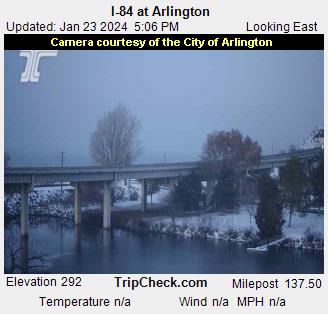 I-84 at Arlington
Updated: Jan 23 2024 5:06 PM Looking East
Camera courtesy of the City of Arlington
Elevation 292 TripCheck.com Milepost 137.50
Temperature n/a Wind n/a MPH n/a